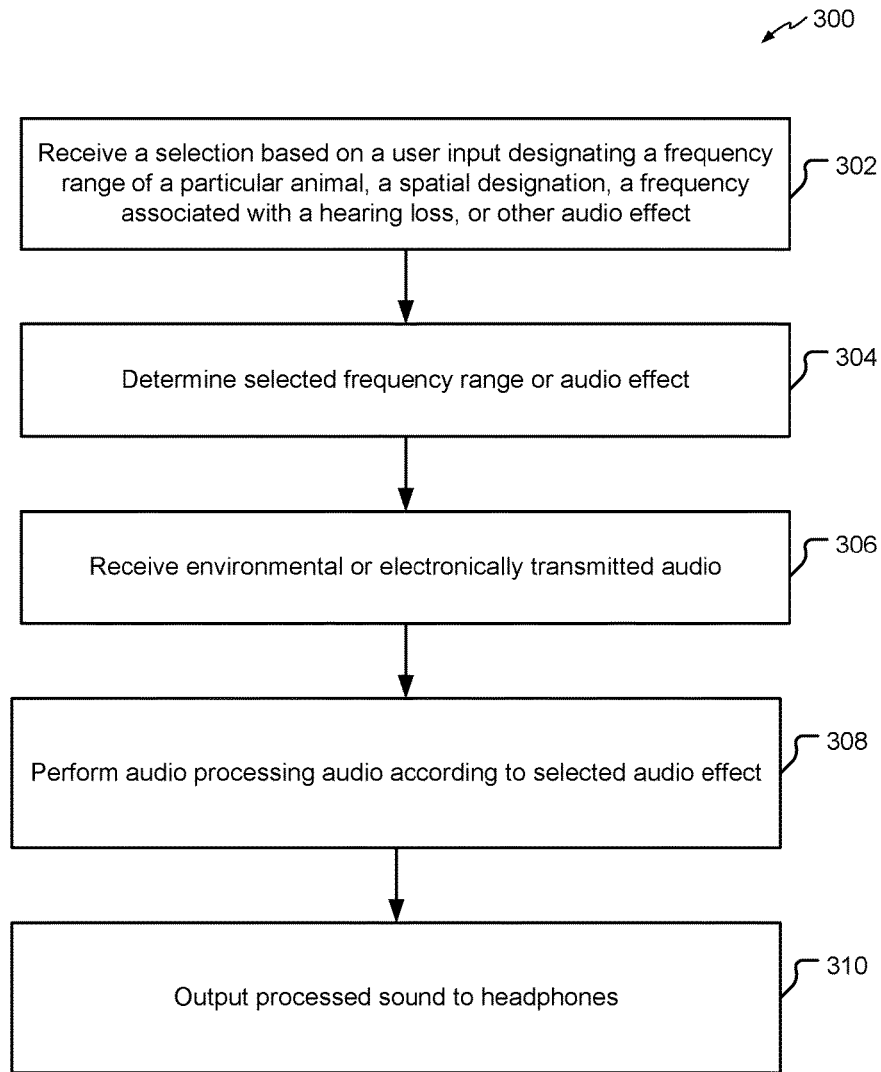 300
Receive a selection based on a user input designating a frequency
range of a particular animal, a spatial designation, a frequency
associated with a hearing loss, or other audio effect
302
Determine selected frequency range or audio effect
304
Receive environmental or electronically transmitted audio
306
Perform audio processing audio according to selected audio effect
308
Output processed sound to headphones
310